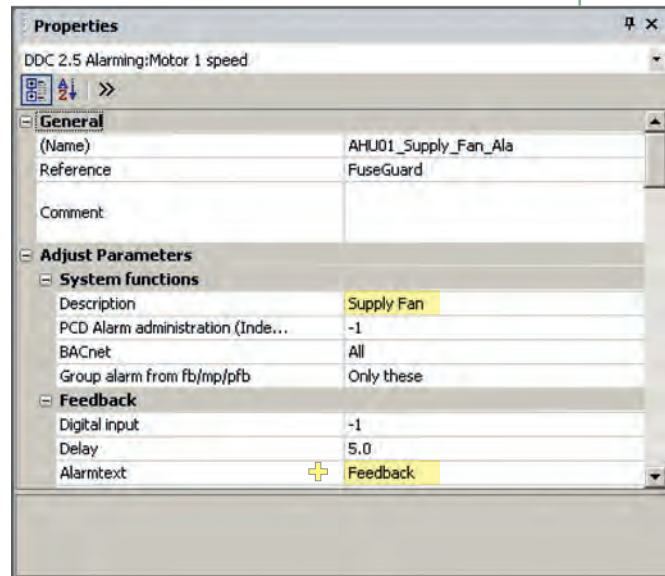 Properties
DDC 2.5 Alarming:Motor 1 speed
General
(Name) AHU01_Supply_Fan_Ala
Reference FuseGuard
Comment
Adjust Parameters
System functions
Description Supply Fan
PCD Alarm administration (Inde... -1
BACnet All
Group alarm from fb/mp/pfb Only these
Feedback
Digital input -1
Delay 5.0
Alarmtext Feedback